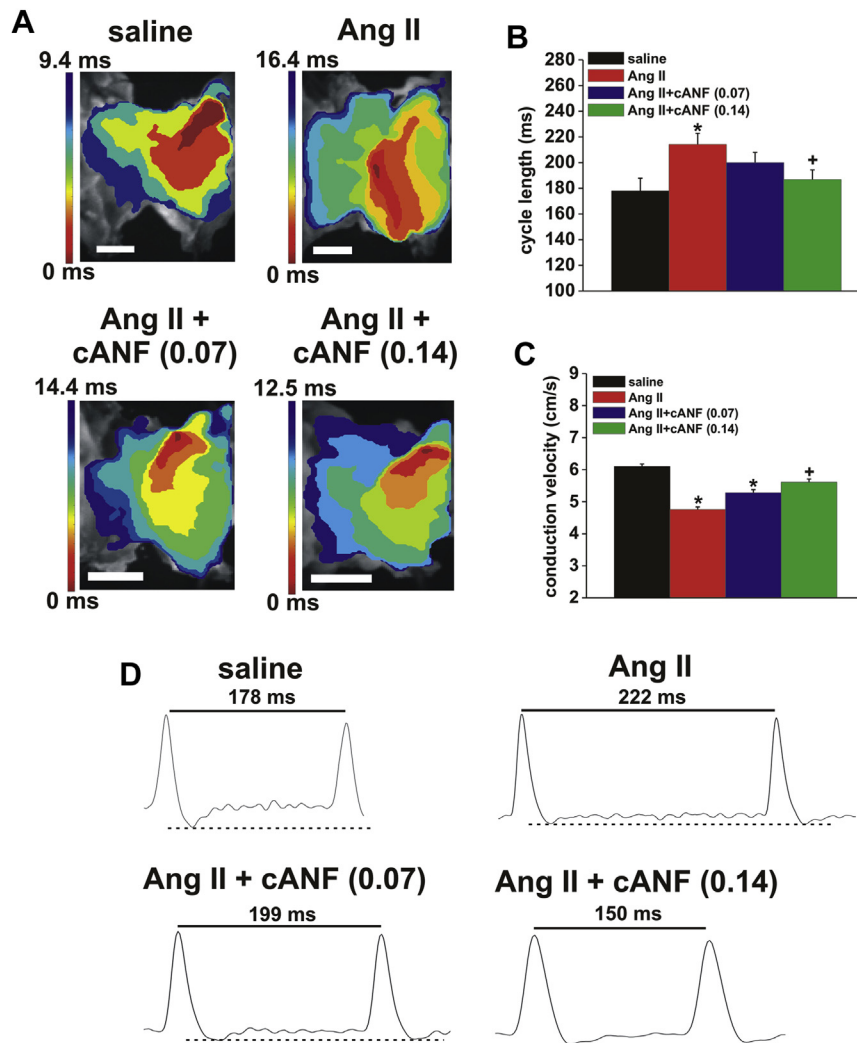 A
saline
9.4 ms
0 ms
Ang II
16.4 ms
0 ms
Ang II +
cANF (0.07)
14.4 ms
0 ms
Ang II +
cANF (0.14)
12.5 ms
0 ms
B
280
260
240
220
200
180
160
140
120
100
cycle length (ms)
saline
Ang II
Ang II+cANF (0.07)
Ang II+cANF (0.14)
*
+
C
9
8
7
6
5
4
3
2
conduction velocity (cm/s)
saline
Ang II
Ang II+cANF (0.07)
Ang II+cANF (0.14)
*
*
+
D
saline
178 ms
Ang II
222 ms
Ang II + cANF (0.07)
199 ms
Ang II + cANF (0.14)
150 ms